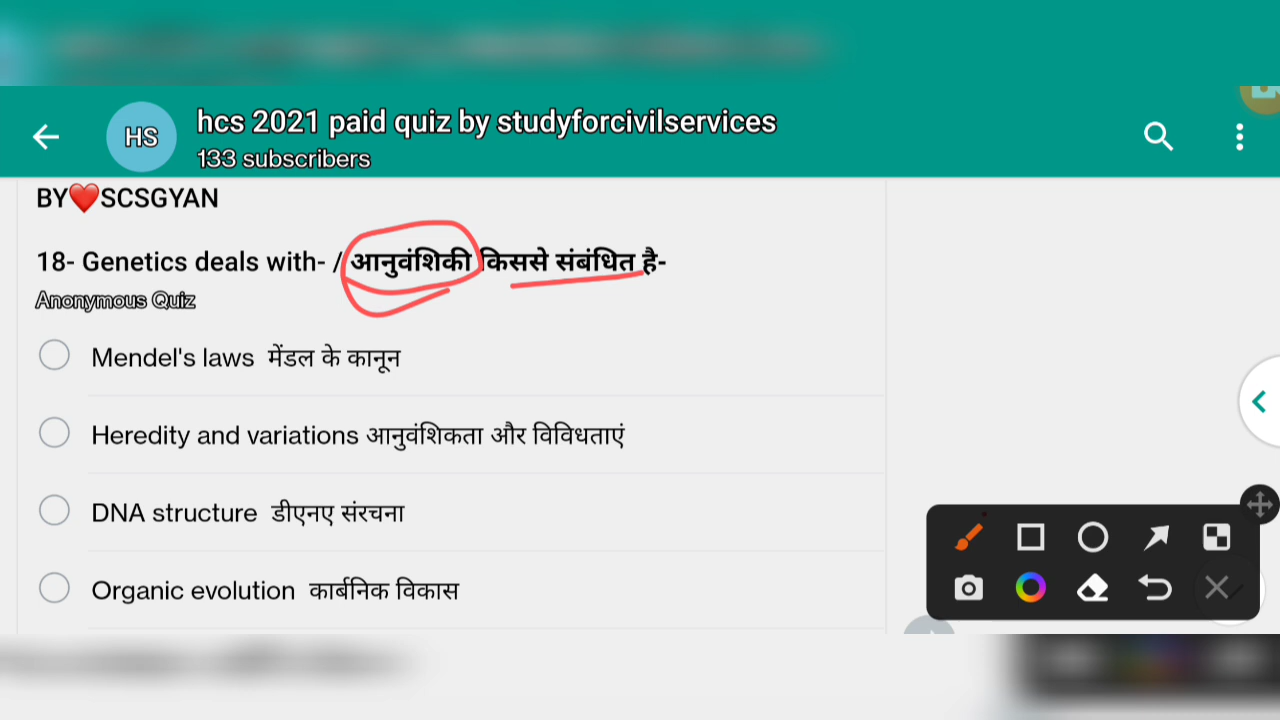 HS
hcs 2021 paid quiz by studyforcivilservices
133 subscribers
BY❤️SCSGYAN
18- Genetics deals with- / आनुवंशिकी किससे संबंधित है-
Anonymous Quiz
Mendel's laws मेंडल के कानून
Heredity and variations आनुवंशिकता और विविधताएं
DNA structure डीएनए संरचना
Organic evolution कार्बनिक विकास